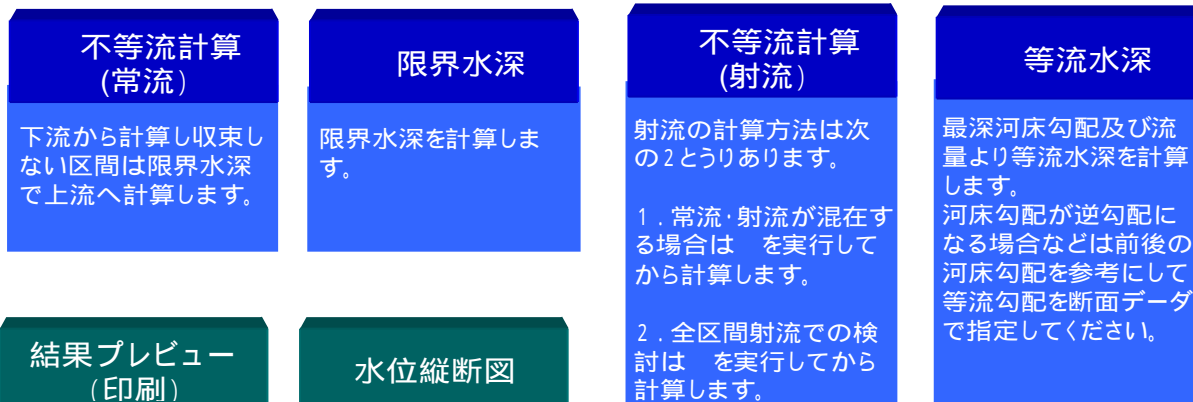 不等流計算
(常流)
下流から計算し収束し
ない区間は限界水深
で上流へ計算します。
限界水深
限界水深を計算しま
す。
不等流計算
(射流)
射流の計算方法は次
の2とうりあります。
1.常流・射流が混在す
る場合は　を実行して
から計算します。
2.全区間射流での検
討は　を実行してから
計算します。
等流水深
最深河床勾配及び流
量より等流水深を計算
します。
河床勾配が逆勾配に
なる場合などは前後の
河床勾配を参考にして
等流勾配を断面データ
で指定してください。
結果プレビュー
(印刷)
水位縦断図